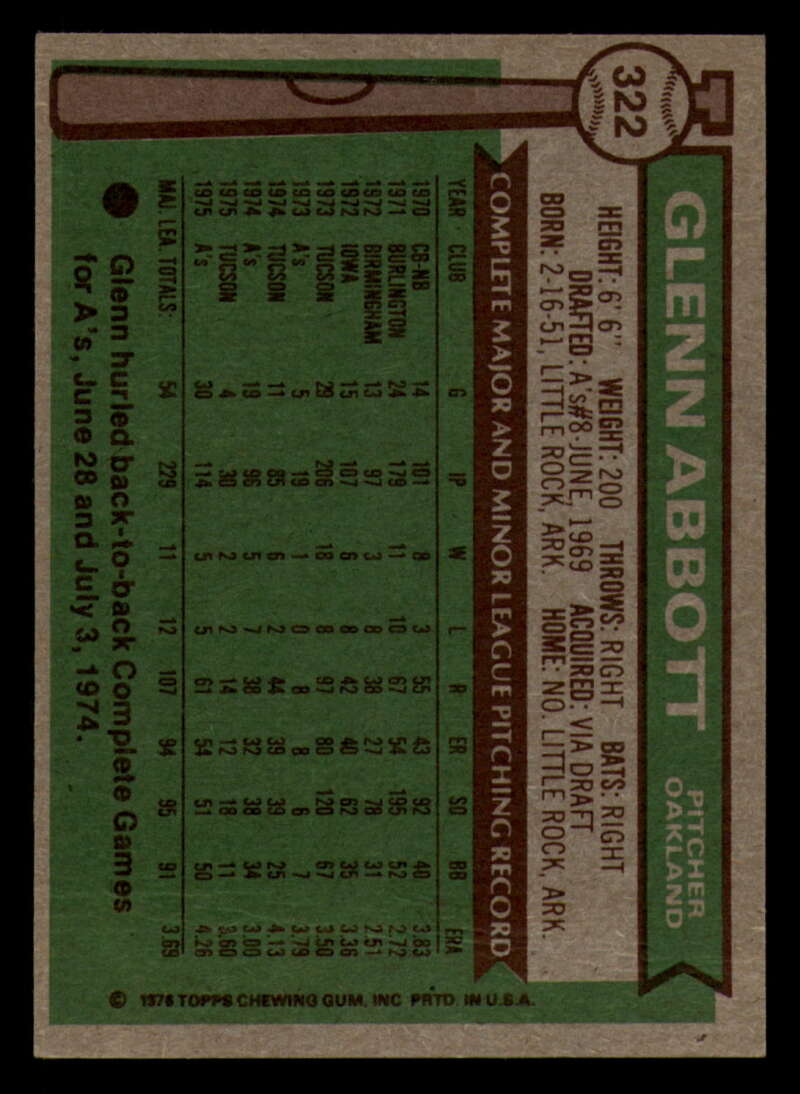 322
GLENN ABBOTT
PITCHER
OAKLAND
HEIGHT: 6' 6" WEIGHT: 200 THROWS: RIGHT BATS: RIGHT
DRAFTED: A's#8-JUNE, 1969 ACQUIRED: VIA DRAFT
BORN: 2-16-51, LITTLE ROCK, ARK. HOME: NO. LITTLE ROCK, ARK.
COMPLETE MAJOR AND MINOR LEAGUE PITCHING RECORD
YEAR CLUB G IP W L R ER SO BB ERA
1970 CB-NB 14 101 8 3 55 43 92 40 3.83
1971 BURLINGTON 24 179 11 10 67 54 195 52 2.72
1972 BIRMINGHAM 13 97 3 8 38 27 78 31 2.51
1972 IOWA 15 107 6 8 42 40 62 35 3.36
1973 TUCSON 29 206 18 8 97 80 120 67 3.50
1973 A's 5 19 1 0 8 8 6 7 3.79
1974 TUCSON 11 85 6 4 44 39 39 25 4.13
1974 A's 19 96 5 7 38 32 38 34 3.00
1975 TUCSON 4 30 2 2 14 12 18 11 3.60
1975 A's 30 114 5 5 61 54 51 50 4.26
MAJ. LEA. TOTALS: 54 229 11 12 107 94 95 91 3.69
Glenn hurled back-to-back Complete Games
for A's, June 28 and July 3, 1974.
© 1976 TOPPS CHEWING GUM, INC PRTD. IN U.S.A.